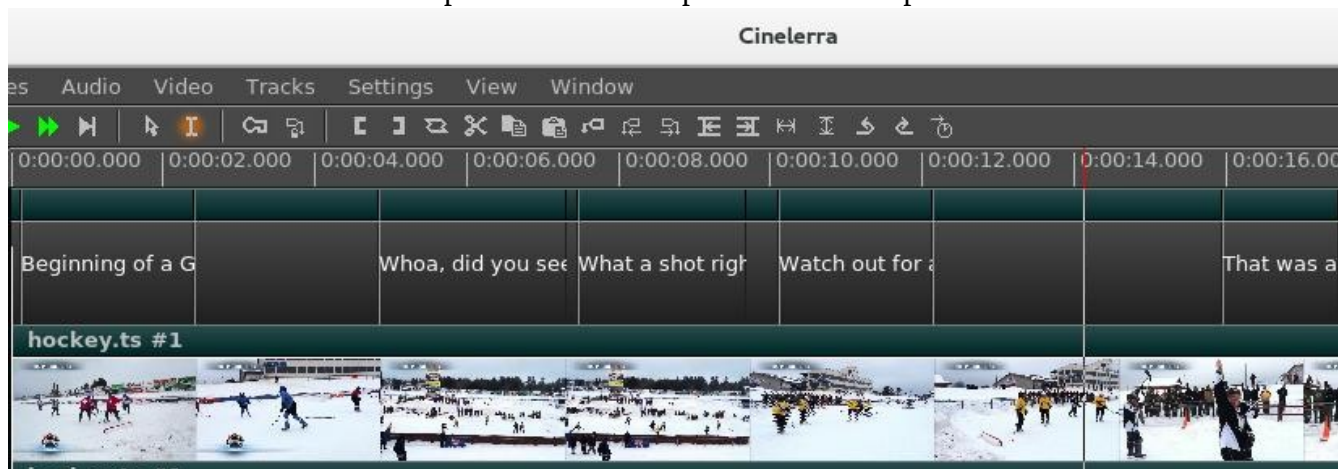 Cinelerra
es Audio Video Tracks Settings View Window
0:00:00.000 0:00:02.000 0:00:04.000 0:00:06.000 0:00:08.000 0:00:10.000 0:00:12.000 0:00:14.000 0:00:16.00
Beginning of a G Whoa, did you see What a shot righ Watch out for a That was a
hockey.ts #1